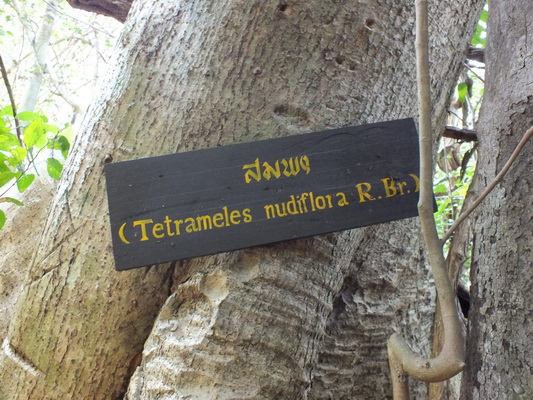 สมพง
(Tetrameles nudiflora R.Br.)